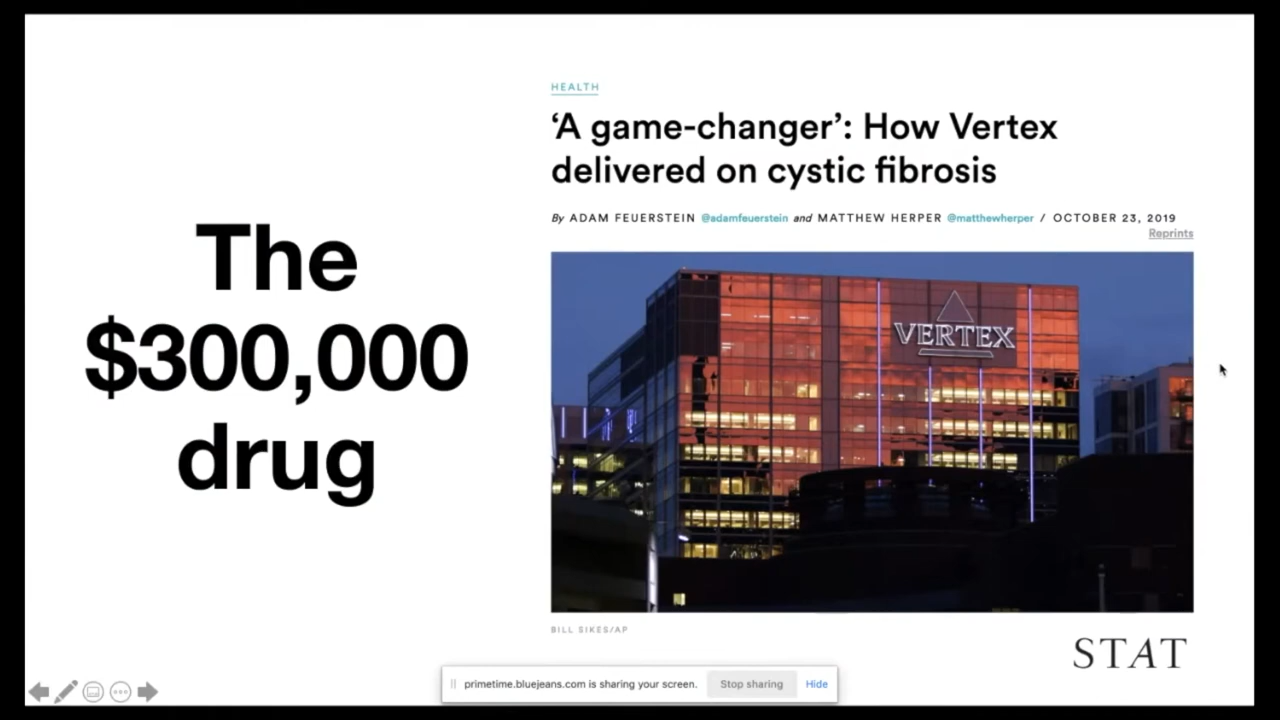 The
$300,000
drug
HEALTH
‘A game-changer’: How Vertex
delivered on cystic fibrosis
By ADAM FEUERSTEIN @adamfeuerstein and MATTHEW HERPER @matthewherper / OCTOBER 23, 2019
Reprints
VERTEX
BILL SIKES/AP
STAT
primetime.bluejeans.com is sharing your screen.
Stop sharing
Hide